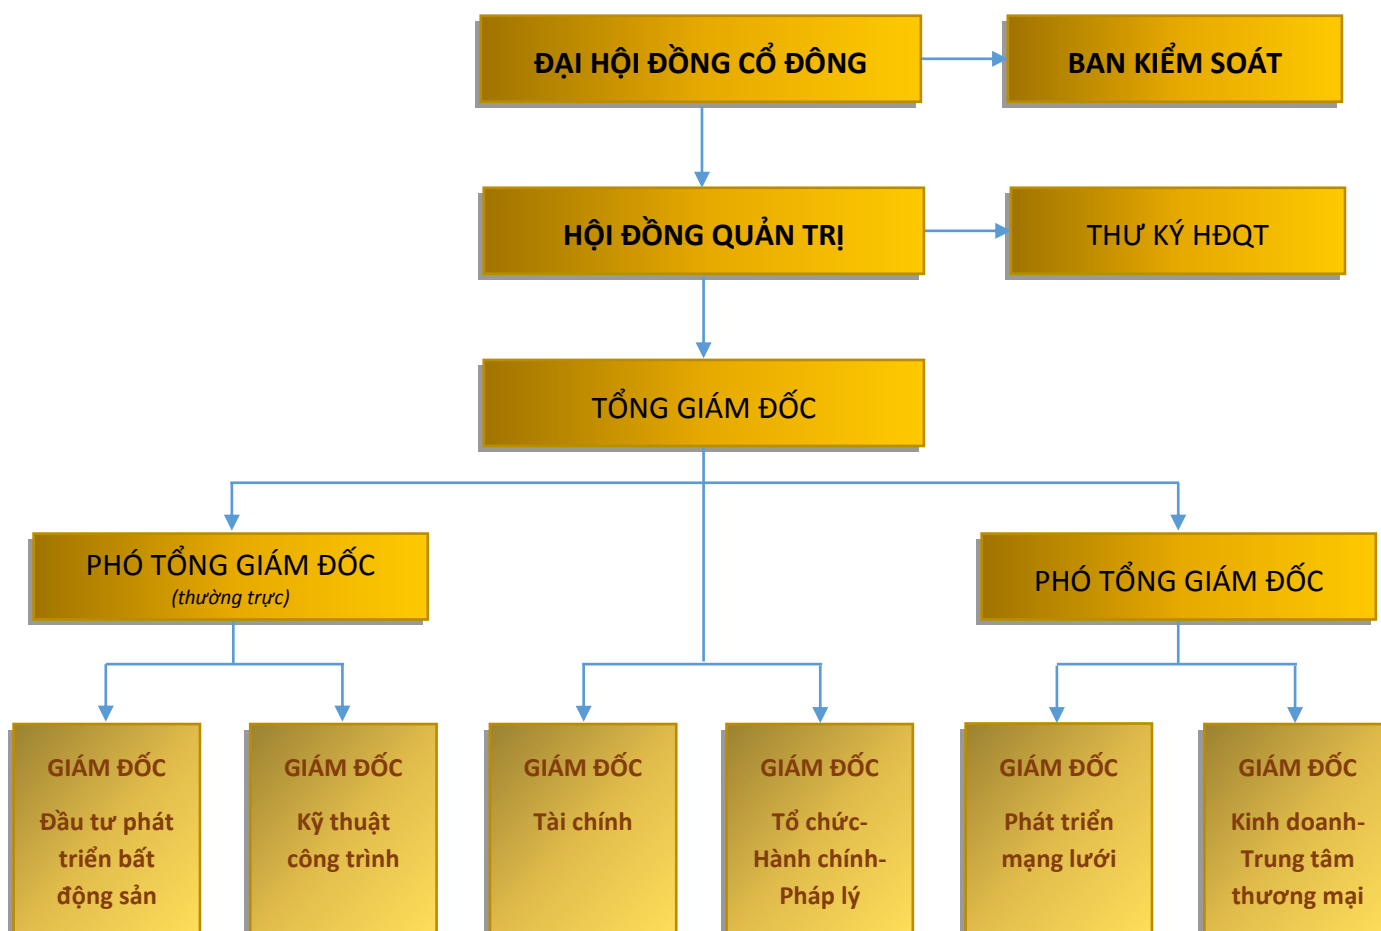 ĐẠI HỘI ĐỒNG CỔ ĐÔNG
BAN KIỂM SOÁT
HỘI ĐỒNG QUẢN TRỊ
THƯ KÝ HĐQT
TỔNG GIÁM ĐỐC
PHÓ TỔNG GIÁM ĐỐC
(thường trực)
PHÓ TỔNG GIÁM ĐỐC
GIÁM ĐỐC
Đầu tư phát
triển bất
động sản
GIÁM ĐỐC
Kỹ thuật
công trình
GIÁM ĐỐC
Tài chính
GIÁM ĐỐC
Tổ chức-
Hành chính-
Pháp lý
GIÁM ĐỐC
Phát triển
mạng lưới
GIÁM ĐỐC
Kinh doanh-
Trung tâm
thương mại